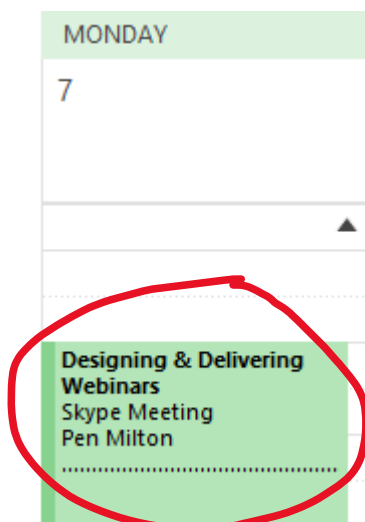 MONDAY
7
Designing & Delivering
Webinars
Skype Meeting
Pen Milton